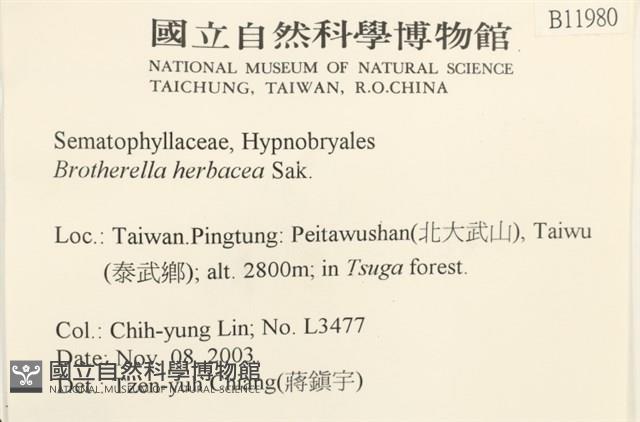 國立自然科學博物館
B11980
NATIONAL MUSEUM OF NATURAL SCIENCE
TAICHUNG, TAIWAN, R.O.CHINA
Sematophyllaceae, Hypnobryales
Brotherella herbacea Sak.
Loc.: Taiwan.Pingtung: Peitawushan(北大武山), Taiwu
(泰武鄉); alt. 2800m; in Tsuga forest.
Col.: Chih-yung Lin; No. L3477
Date: Nov. 08, 2003.
國立自然科學博物館
NATIONAL MUSEUM OF NATURAL SCIENCE
Det.: Tzen-yuh Chiang(蔣鎮宇)